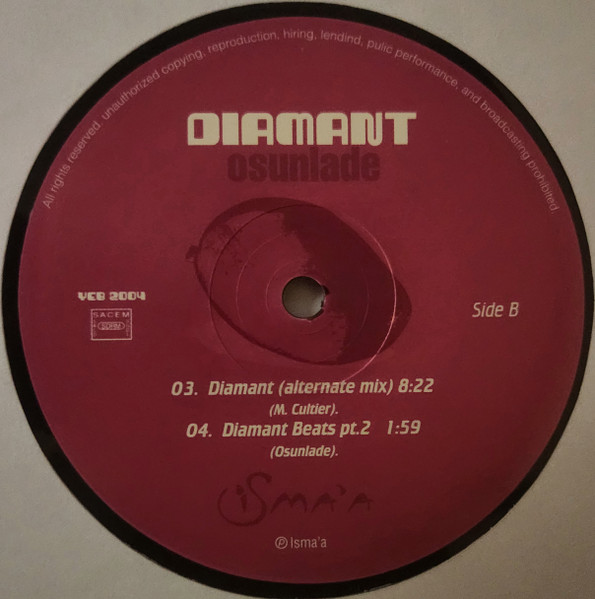 All rights reserved, unauthorized copying, reproduction, hiring, lendind, pulic performance, and broadcasting prohibited
DIAMANT
osunlade
YEB 2004
SACEM
SDRM
Side B
03. Diamant (alternate mix) 8:22
(M. Cultier).
04. Diamant Beats pt.2 1:59
(Osunlade).
iSMA'A
℗ Isma'a